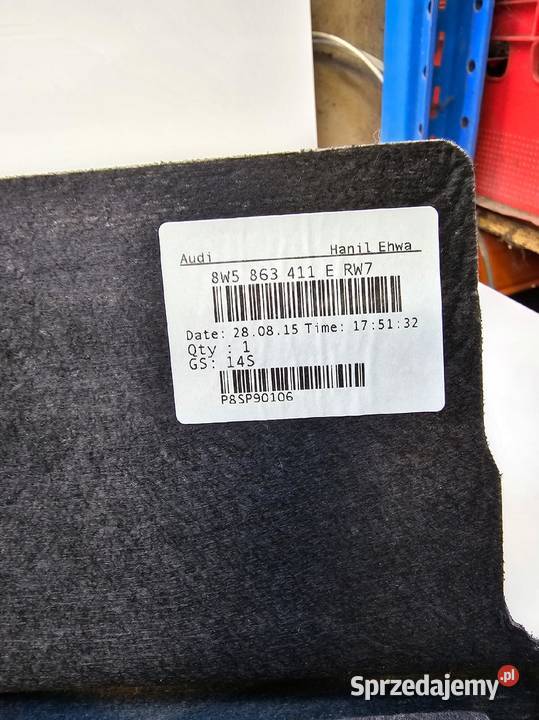 Audi Hanil Ehwa
8W5 863 411 E RW7
Date: 28.08.15 Time: 17:51:32
Qty : 1
GS: i4S
P8SP90106
Sprzedajemy.pl